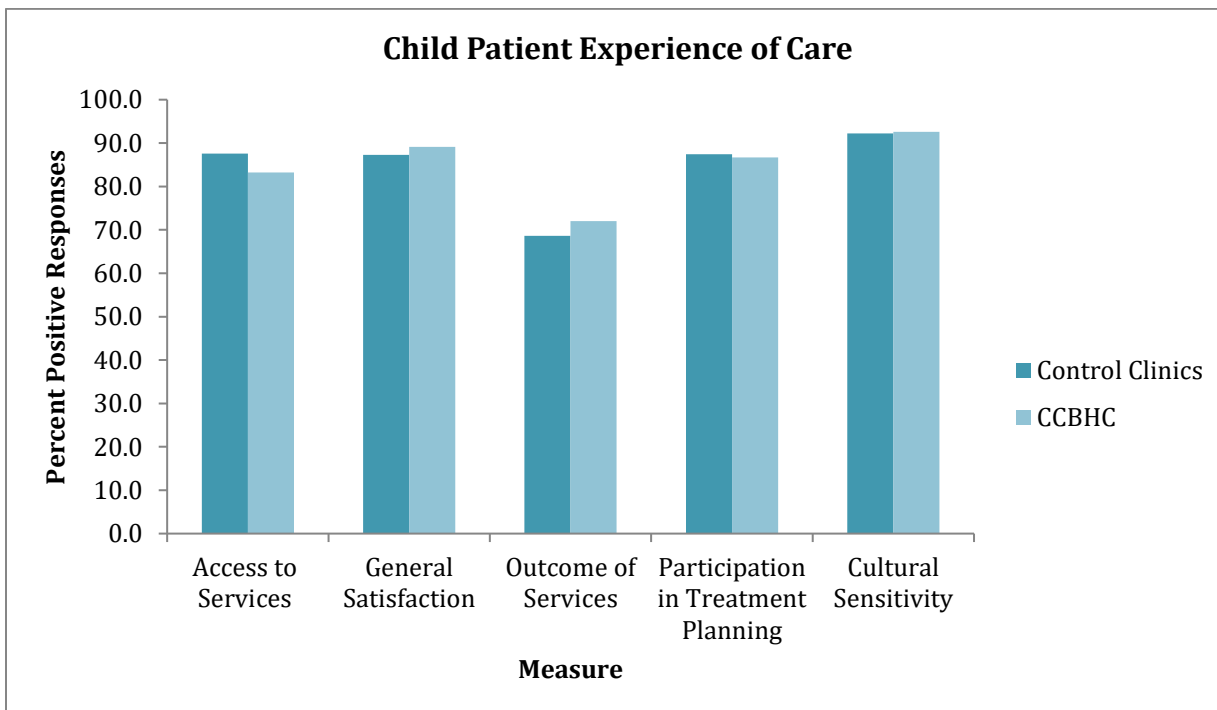 Child Patient Experience of Care
Percent Positive Responses
100.0
90.0
80.0
70.0
60.0
50.0
40.0
30.0
20.0
10.0
0.0
Access to
Services
General
Satisfaction
Outcome of
Services
Participation
in Treatment
Planning
Cultural
Sensitivity
Measure
Control Clinics
CCBHC